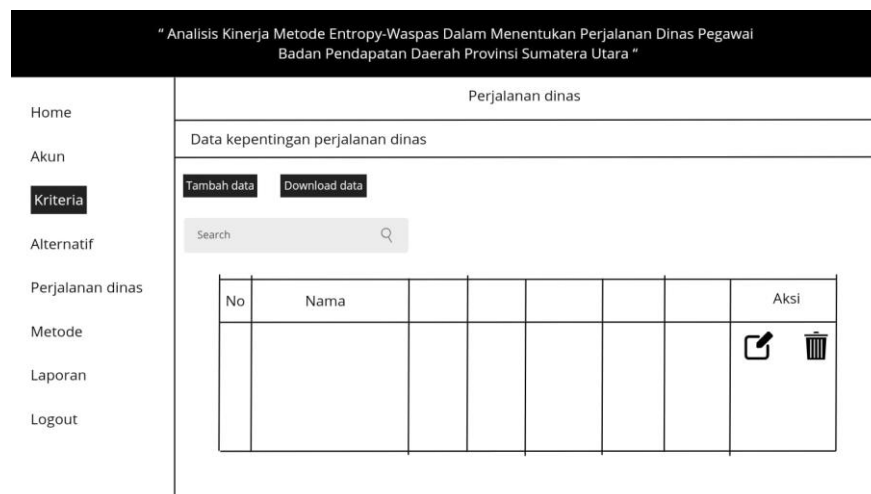 “ Analisis Kinerja Metode Entropy-Waspas Dalam Menentukan Perjalanan Dinas Pegawai
Badan Pendapatan Daerah Provinsi Sumatera Utara “
Home
Akun
Kriteria
Alternatif
Perjalanan dinas
Metode
Laporan
Logout
Perjalanan dinas
Data kepentingan perjalanan dinas
Tambah data
Download data
Search
No
Nama
Aksi